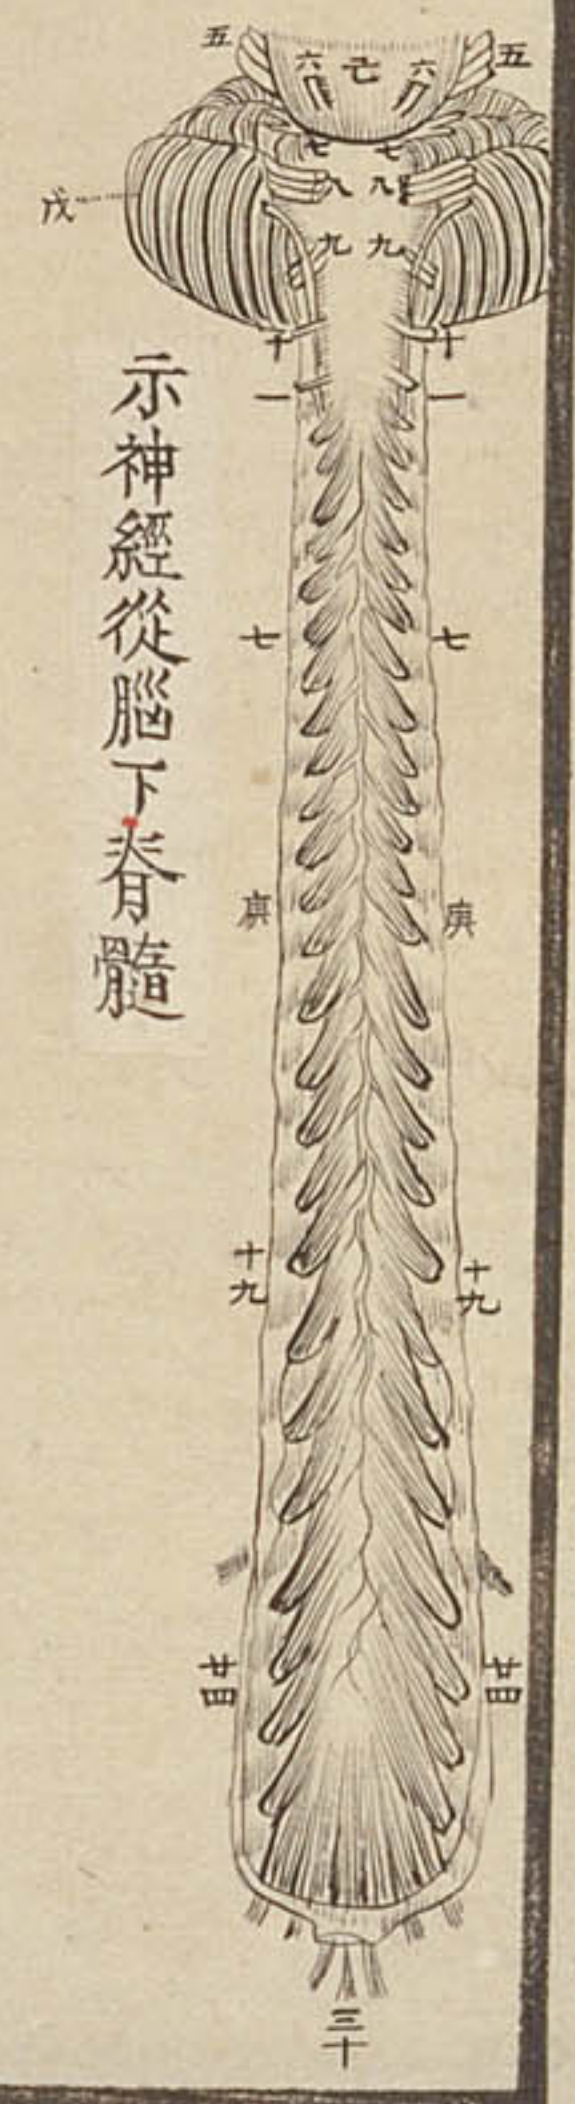 五 五
六 己 六
七 七
八 八
戊
九 九
十 十
一 一
示神經從腦下脊髓
七 七
庚 庚
十九 十九
廿四 廿四
三十